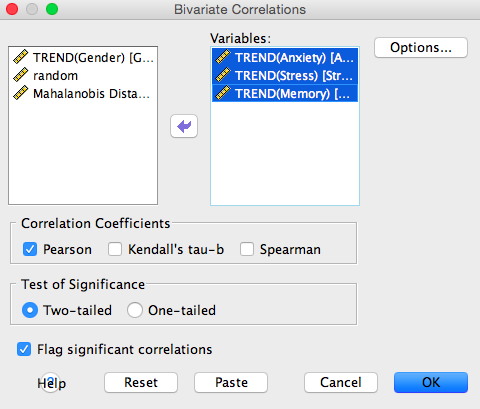 Bivariate Correlations
Variables:
TREND(Gender) [G...
random
Mahalanobis Dista...
TREND(Anxiety) [A...
TREND(Stress) [Str...
TREND(Memory) [...
Options...
Correlation Coefficients
Pearson
Kendall's tau-b
Spearman
Test of Significance
Two-tailed
One-tailed
Flag significant correlations
Help
Reset
Paste
Cancel
OK